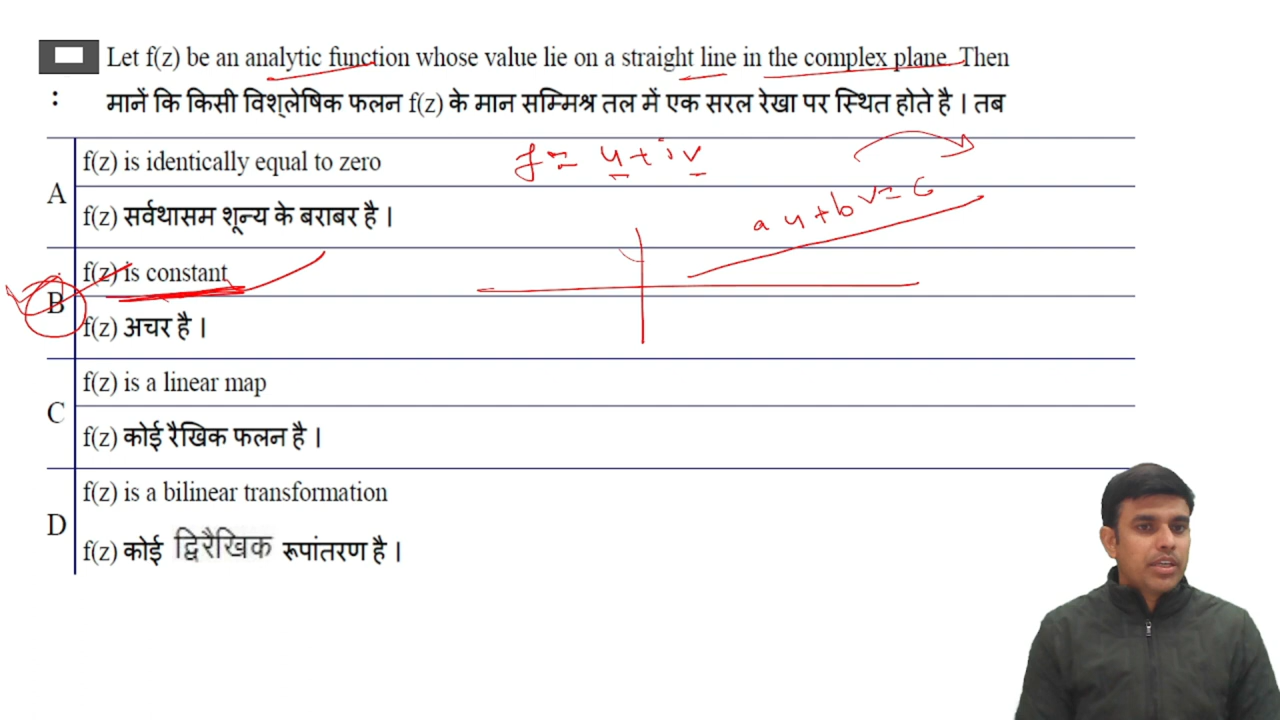 Let f(z) be an analytic function whose value lie on a straight line in the complex plane. Then
:
मानें कि किसी विश्लेषिक फलन f(z) के मान सम्मिश्र तल में एक सरल रेखा पर स्थित होते है । तब
A
f(z) is identically equal to zero
f = u + iv
f(z) सर्वथासम शून्य के बराबर है ।
au + bv = c
B
f(z) is constant
f(z) अचर है ।
C
f(z) is a linear map
f(z) कोई रैखिक फलन है ।
D
f(z) is a bilinear transformation
f(z) कोई द्विरैखिक रूपांतरण है ।